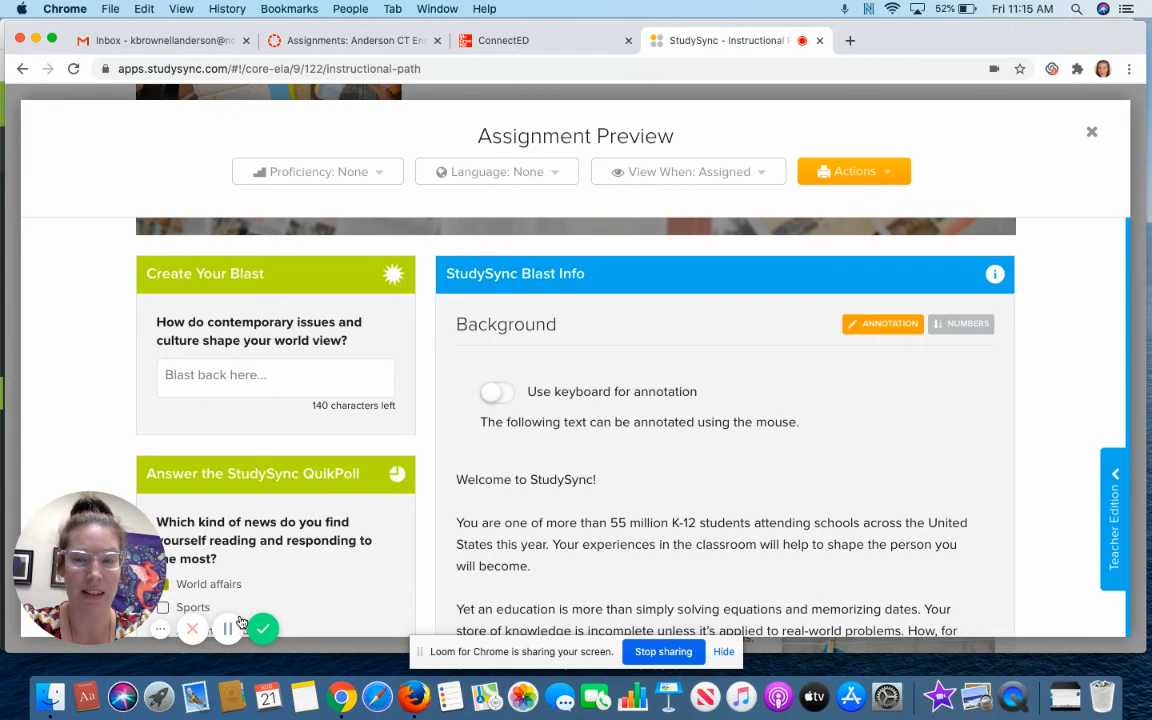 Chrome File Edit View History Bookmarks People Tab Window Help 52% Fri 11:15 AM
Inbox - kbrownellanderson@nc
Assignments: Anderson CT En
ConnectED
StudySync - Instructional
apps.studysync.com/#!/core-ela/9/122/instructional-path
Assignment Preview
Proficiency: None
Language: None
View When: Assigned
Actions
Create Your Blast
How do contemporary issues and
culture shape your world view?
Blast back here...
140 characters left
Answer the StudySync QuikPoll
Which kind of news do you find
yourself reading and responding to
the most?
World affairs
Sports
StudySync Blast Info
Background
ANNOTATION
NUMBERS
Use keyboard for annotation
The following text can be annotated using the mouse.
Welcome to StudySync!
You are one of more than 55 million K-12 students attending schools across the United
States this year. Your experiences in the classroom will help to shape the person you
will become.
Yet an education is more than simply solving equations and memorizing dates. Your
store of knowledge is incomplete unless it's applied to real-world problems. How, for
Teacher Edition
Loom for Chrome is sharing your screen.
Stop sharing
Hide
AUG
21
tv